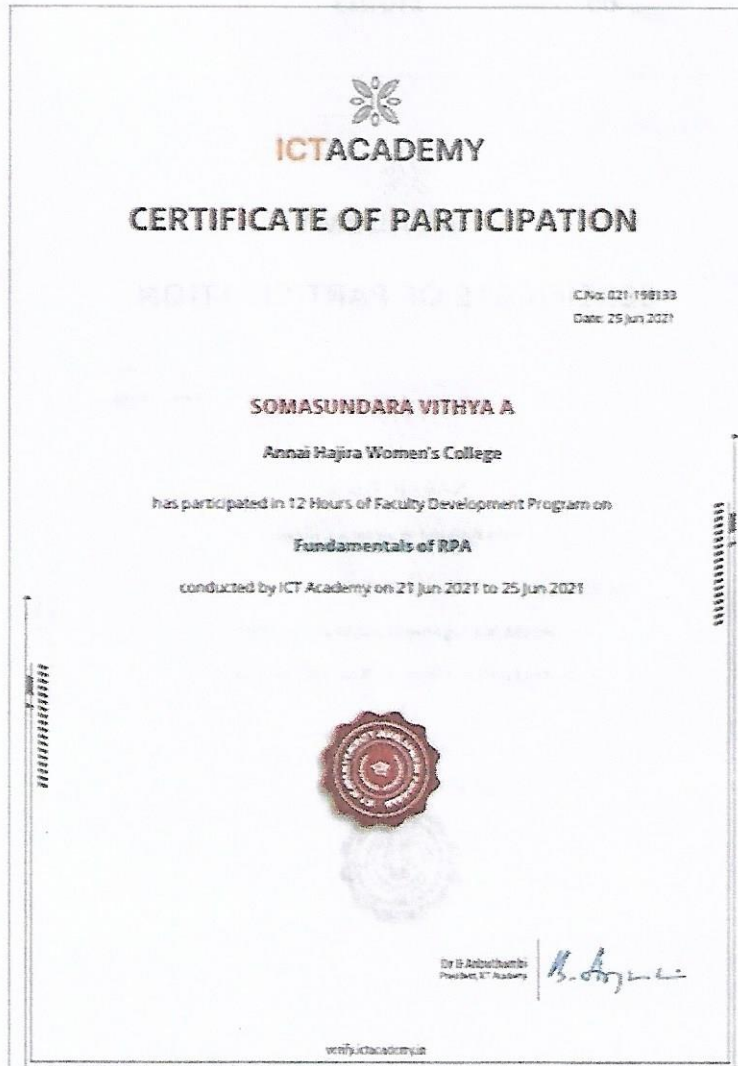 ICTACADEMY
CERTIFICATE OF PARTICIPATION
C.No: 021-198133
Date: 25 Jun 2021
SOMASUNDARA VITHYA A
Annai Hajira Women's College
has participated in 12 Hours of Faculty Development Program on
Fundamentals of RPA
conducted by ICT Academy on 21 Jun 2021 to 25 Jun 2021
Dr B Anbuthambi
President, ICT Academy
verify.ictacademy.in